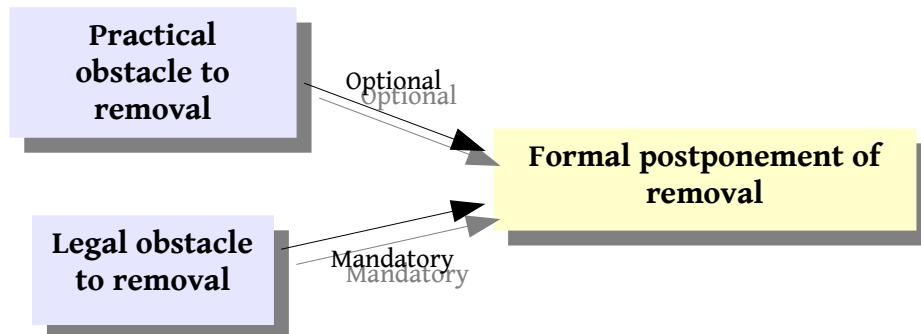 Practical
obstacle to
removal
Optional
Optional
Formal postponement of
removal
Legal obstacle
to removal
Mandatory
Mandatory